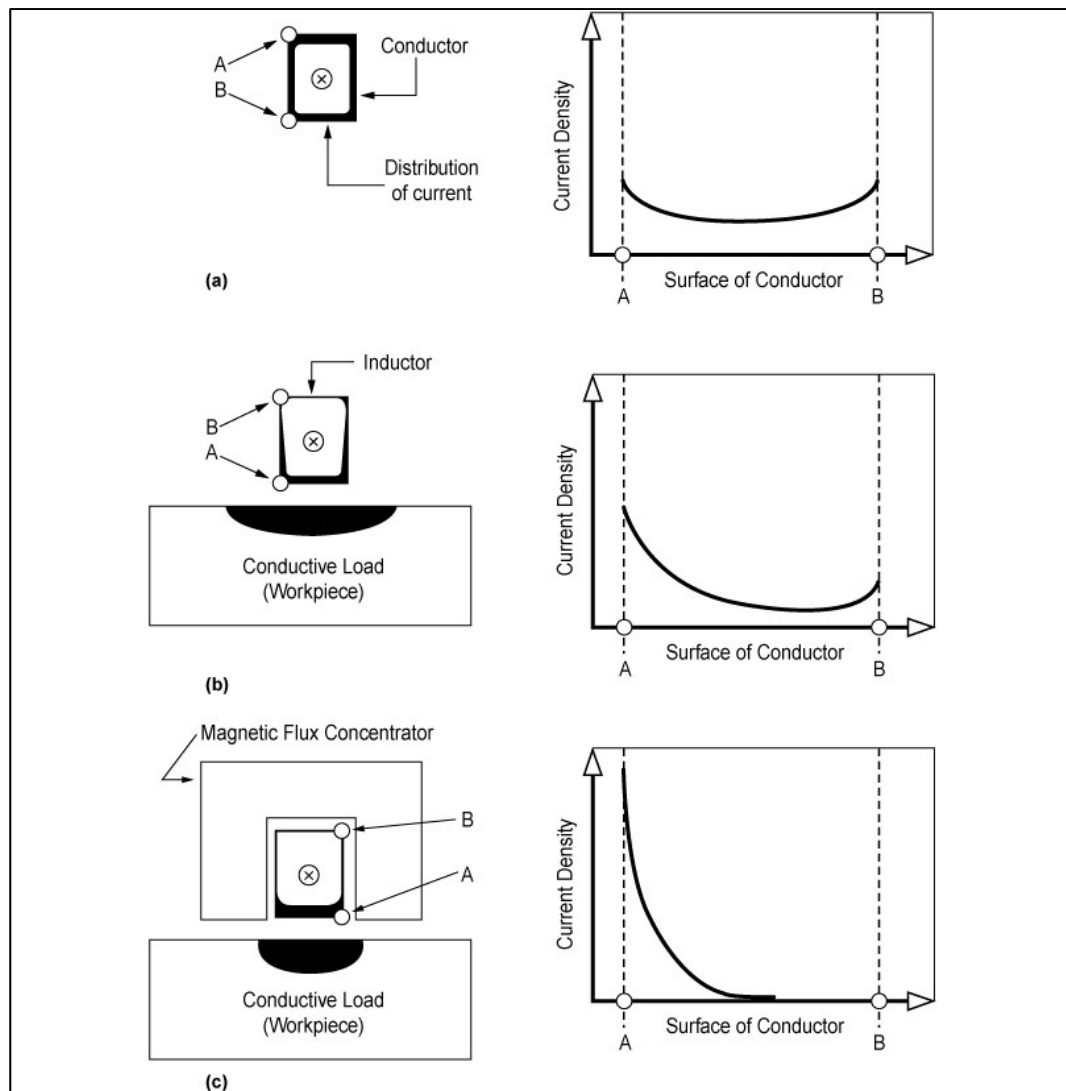 A
B
Conductor
Distribution
of current
(a)
Current Density
Surface of Conductor
A
B
Inductor
B
A
Conductive Load
(Workpiece)
(b)
Current Density
Surface of Conductor
A
B
Magnetic Flux Concentrator
B
A
Conductive Load
(Workpiece)
(c)
Current Density
Surface of Conductor
A
B